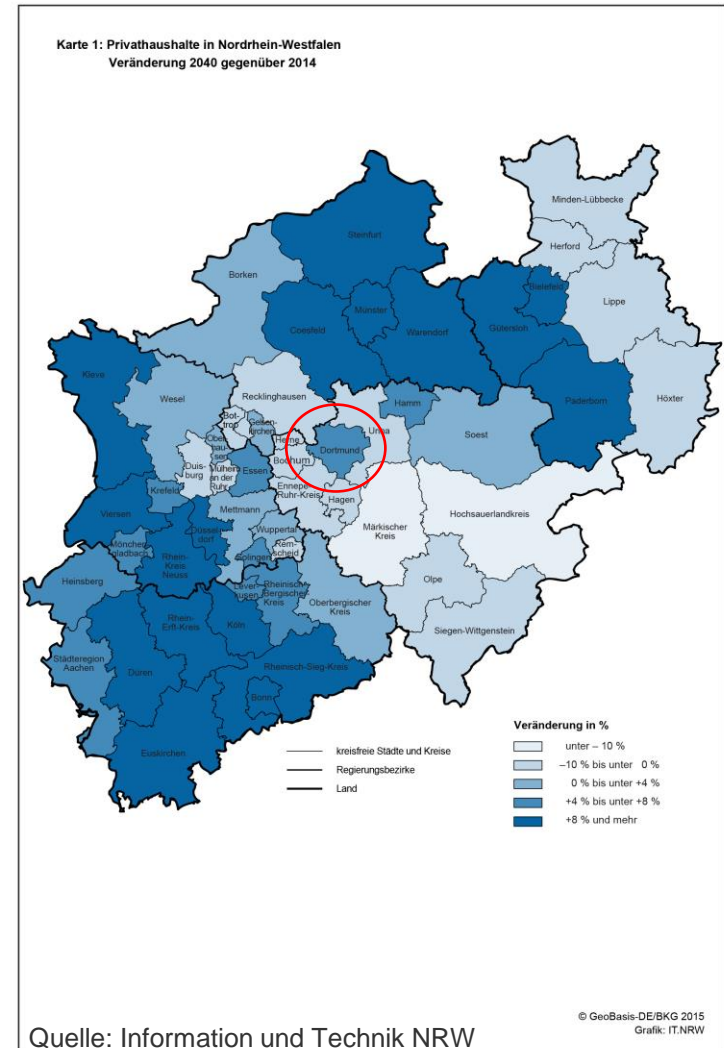 Karte 1: Privathaushalte in Nordrhein-Westfalen
Veränderung 2040 gegenüber 2014
Minden-Lübbecke
Herford
Steinfurt
Borken
Bielefeld
Lippe
Coesfeld
Münster
Warendorf
Gütersloh
Kleve
Paderborn
Höxter
Wesel
Recklinghausen
Hamm
Bot-
trop
Gelsen-
kirchen
Unna
Soest
Ober-
hau-
sen
Herne
Dortmund
Duis-
burg
Mülheim
an der
Ruhr
Essen
Bochum
Krefeld
Ennepe-
Ruhr-Kreis
Hagen
Hochsauerlandkreis
Viersen
Mettmann
Märkischer
Kreis
Düssel-
dorf
Wuppertal
Mönchen-
gladbach
Rhein-
Kreis
Neuss
Solingen
Rem-
scheid
Olpe
Heinsberg
Lever-
kusen
Rheinisch-
Bergischer
Kreis
Oberbergischer
Kreis
Rhein-
Erft-Kreis
Köln
Siegen-Wittgenstein
Städteregion
Aachen
Düren
Rheinisch-Sieg-Kreis
Bonn
Euskirchen
kreisfreie Städte und Kreise
Regierungsbezirke
Land
Veränderung in %
unter – 10 %
–10 % bis unter 0 %
0 % bis unter +4 %
+4 % bis unter +8 %
+8 % und mehr
© GeoBasis-DE/BKG 2015
Grafik: IT.NRW
Quelle: Information und Technik NRW